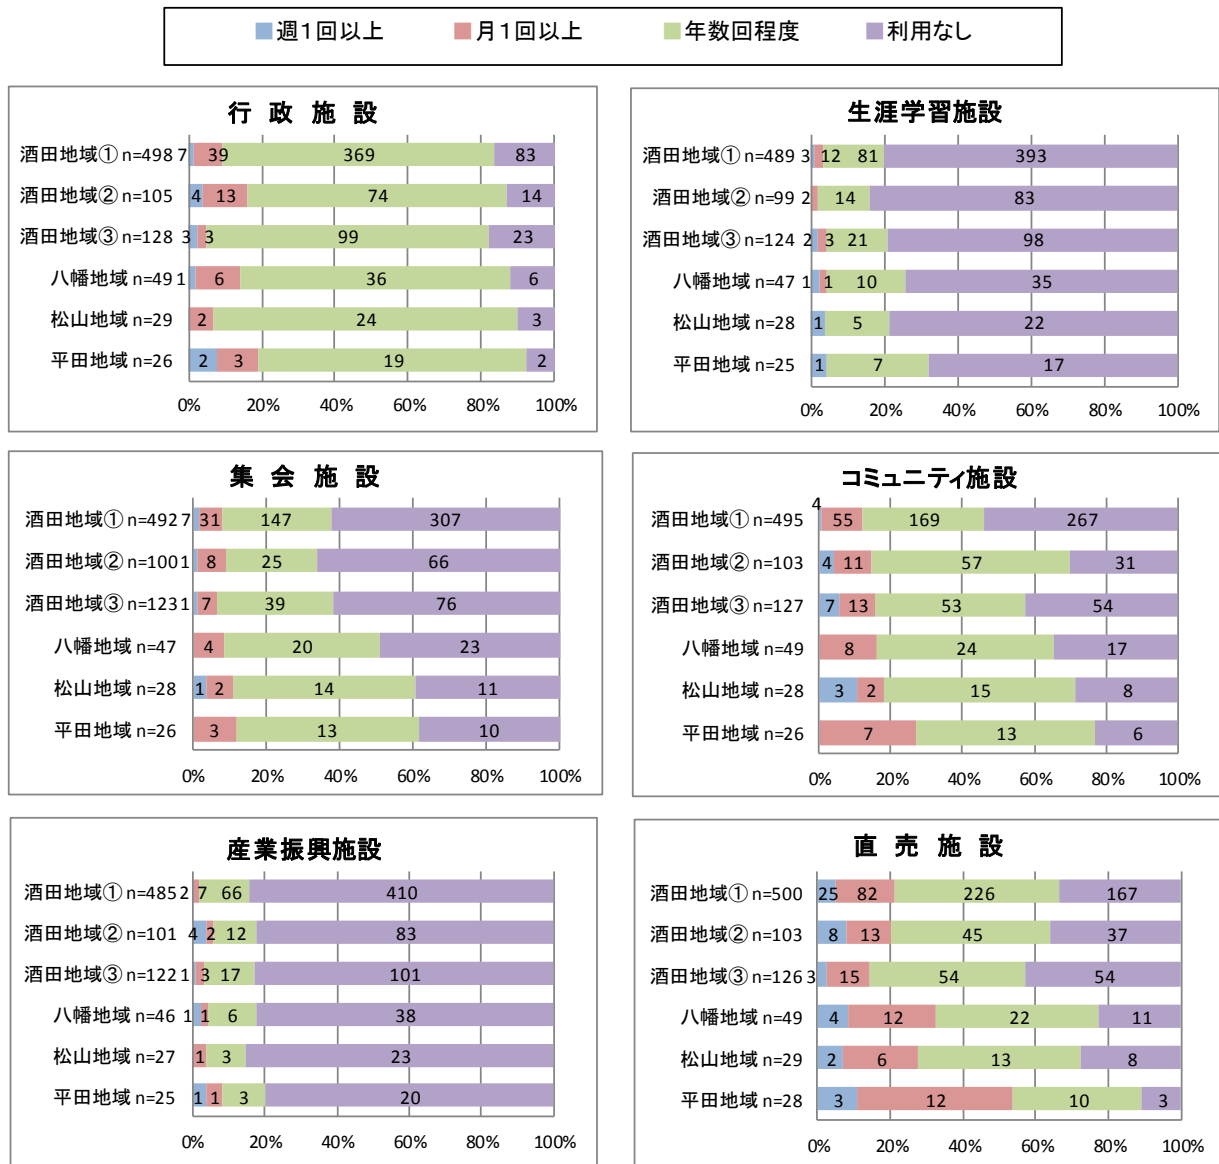 週1回以上 月1回以上 年数回程度 利用なし
行 政 施 設
酒田地域① n=498 7 39 369 83
酒田地域② n=105 4 13 74 14
酒田地域③ n=128 3 3 99 23
八幡地域 n=49 1 6 36 6
松山地域 n=29 2 24 3
平田地域 n=26 2 3 19 2
0% 20% 40% 60% 80% 100%
生涯学習施設
酒田地域① n=489 3 12 81 393
酒田地域② n=99 2 14 83
酒田地域③ n=124 2 3 21 98
八幡地域 n=47 1 1 10 35
松山地域 n=28 1 5 22
平田地域 n=25 1 7 17
0% 20% 40% 60% 80% 100%
集 会 施 設
酒田地域① n=492 7 31 147 307
酒田地域② n=100 1 8 25 66
酒田地域③ n=123 1 7 39 76
八幡地域 n=47 4 20 23
松山地域 n=28 1 2 14 11
平田地域 n=26 3 13 10
0% 20% 40% 60% 80% 100%
コミュニティ施設
酒田地域① n=495 4 55 169 267
酒田地域② n=103 4 11 57 31
酒田地域③ n=127 7 13 53 54
八幡地域 n=49 8 24 17
松山地域 n=28 3 2 15 8
平田地域 n=26 7 13 6
0% 20% 40% 60% 80% 100%
産業振興施設
酒田地域① n=485 2 7 66 410
酒田地域② n=101 4 2 12 83
酒田地域③ n=122 1 3 17 101
八幡地域 n=46 1 1 6 38
松山地域 n=27 1 3 23
平田地域 n=25 1 1 3 20
0% 20% 40% 60% 80% 100%
直 売 施 設
酒田地域① n=500 25 82 226 167
酒田地域② n=103 8 13 45 37
酒田地域③ n=126 3 15 54 54
八幡地域 n=49 4 12 22 11
松山地域 n=29 2 6 13 8
平田地域 n=28 3 12 10 3
0% 20% 40% 60% 80% 100%